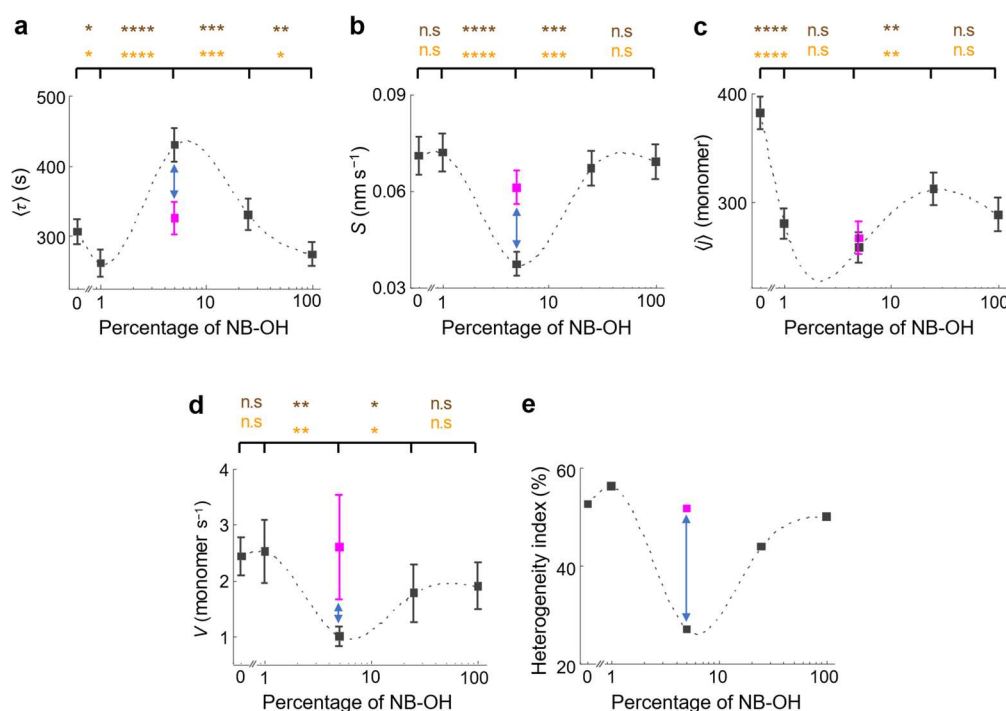 a
* **** *** **
* **** *** *
500
400
300
⟨τ⟩ (s)
0 1 10 100
Percentage of NB-OH
b
n.s **** *** n.s
n.s **** *** n.s
0.09
0.06
0.03
S (nm s⁻¹)
0 1 10 100
Percentage of NB-OH
c
**** n.s ** n.s
**** n.s ** n.s
400
300
⟨j⟩ (monomer)
0 1 10 100
Percentage of NB-OH
d
n.s ** * n.s
n.s ** * n.s
4
3
2
1
V (monomer s⁻¹)
0 1 10 100
Percentage of NB-OH
e
60
40
20
Heterogeneity index (%)
0 1 10 100
Percentage of NB-OH